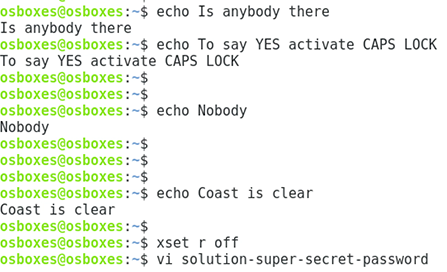 osboxes@osboxes:~$ echo Is anybody there
Is anybody there
osboxes@osboxes:~$ echo To say YES activate CAPS LOCK
To say YES activate CAPS LOCK
osboxes@osboxes:~$
osboxes@osboxes:~$
osboxes@osboxes:~$ echo Nobody
Nobody
osboxes@osboxes:~$
osboxes@osboxes:~$
osboxes@osboxes:~$
osboxes@osboxes:~$ echo Coast is clear
Coast is clear
osboxes@osboxes:~$
osboxes@osboxes:~$ xset r off
osboxes@osboxes:~$ vi solution-super-secret-password